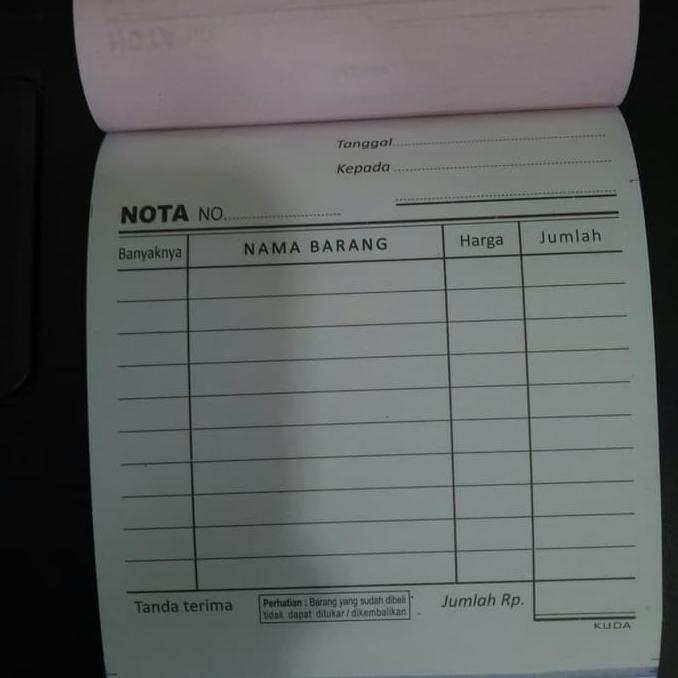 Tanggal
Kepada
NOTA NO.
Banyaknya NAMA BARANG Harga Jumlah
Tanda terima
Perhatian : Barang yang sudah dibeli
tidak dapat ditukar / dikembalikan
Jumlah Rp.
KUDA